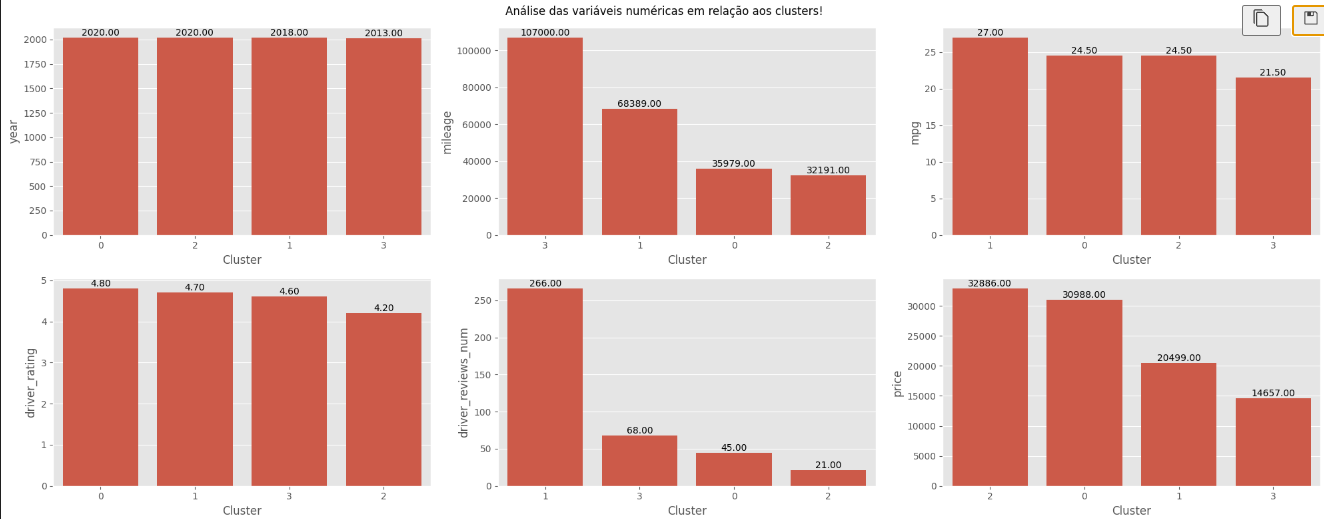 Análise das variáveis numéricas em relação aos clusters!
2020.00 2020.00 2018.00 2013.00
2000
1750
1500
1250
1000
750
500
250
0
year
0 2 1 3
Cluster
107000.00
68389.00
35979.00
32191.00
100000
80000
60000
40000
20000
0
mileage
3 1 0 2
Cluster
27.00
24.50 24.50
21.50
25
20
15
10
5
0
mpg
1 0 2 3
Cluster
4.80
4.70
4.60
4.20
5
4
3
2
1
0
driver_rating
0 1 3 2
Cluster
266.00
68.00
45.00
21.00
250
200
150
100
50
0
driver_reviews_num
1 3 0 2
Cluster
32886.00
30988.00
20499.00
14657.00
30000
25000
20000
15000
10000
5000
0
price
2 0 1 3
Cluster